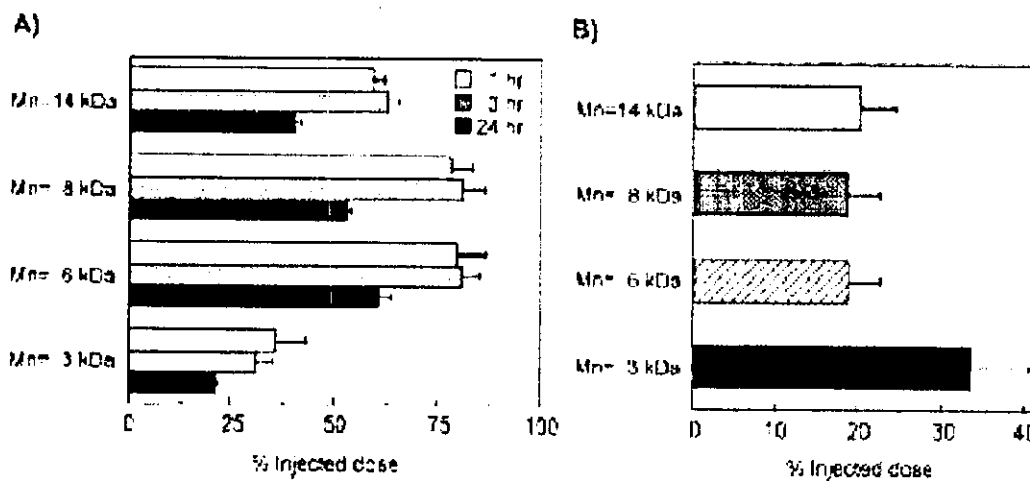 A)
Mn=14 kDa
Mn= 8 kDa
Mn= 6 kDa
Mn= 3 kDa
hr
hr
24 hr
0 25 50 75 100
% Injected dose
B)
Mn=14 kDa
Mn= 8 kDa
Mn= 6 kDa
Mn= 3 kDa
0 10 20 30 40
% Injected dose